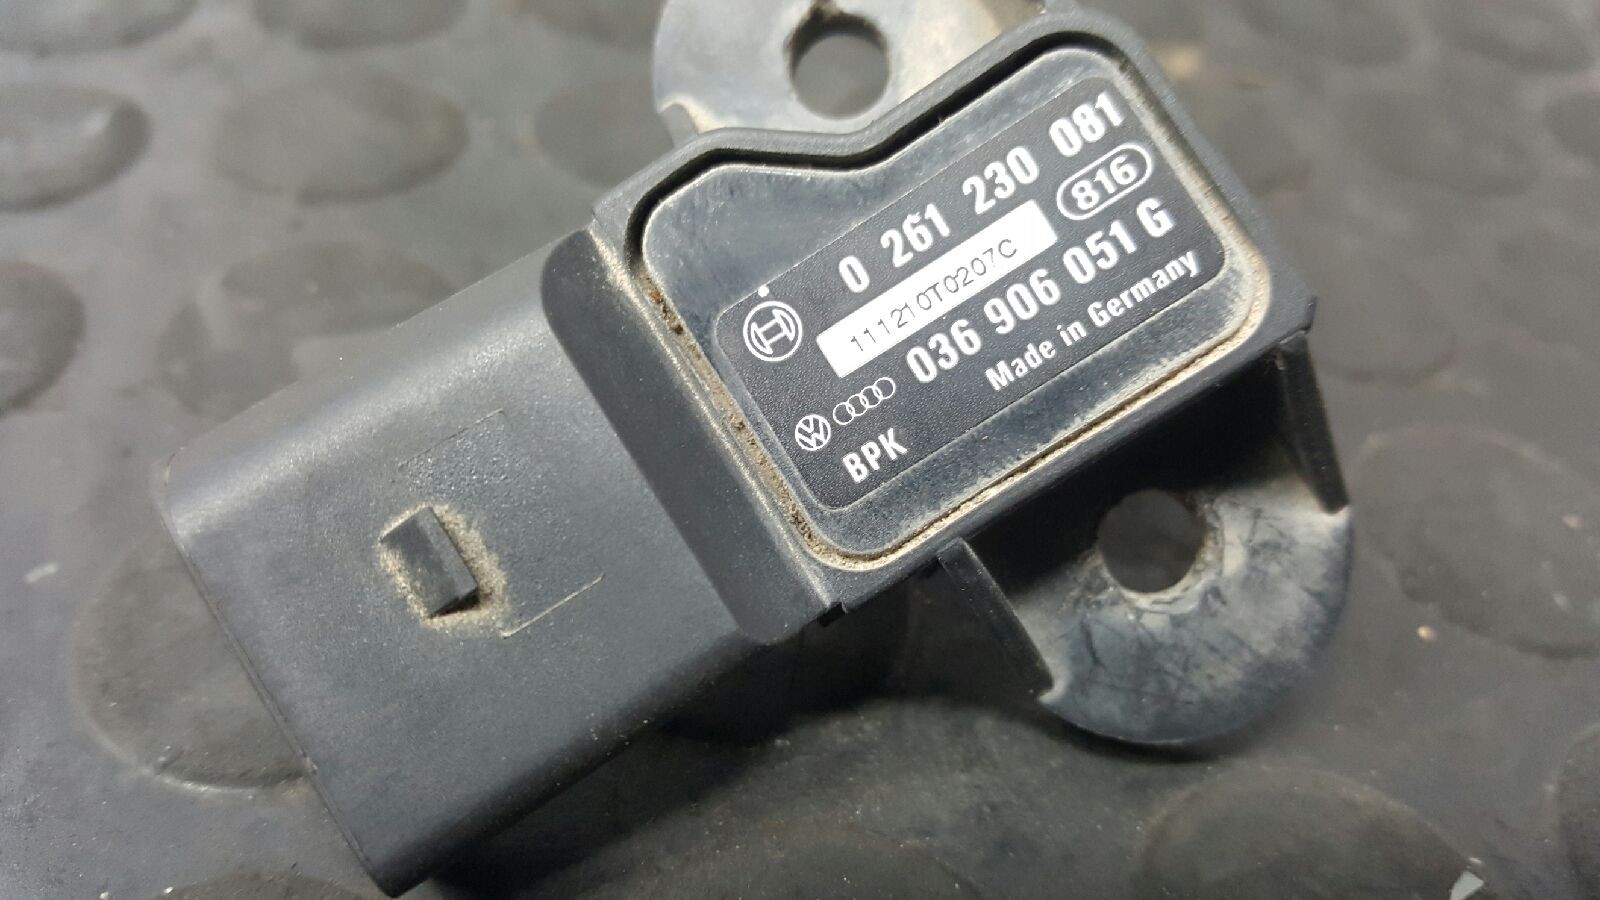 0 261 230 081
111210T0207C 816
036 906 051 G
Made in Germany
BPK